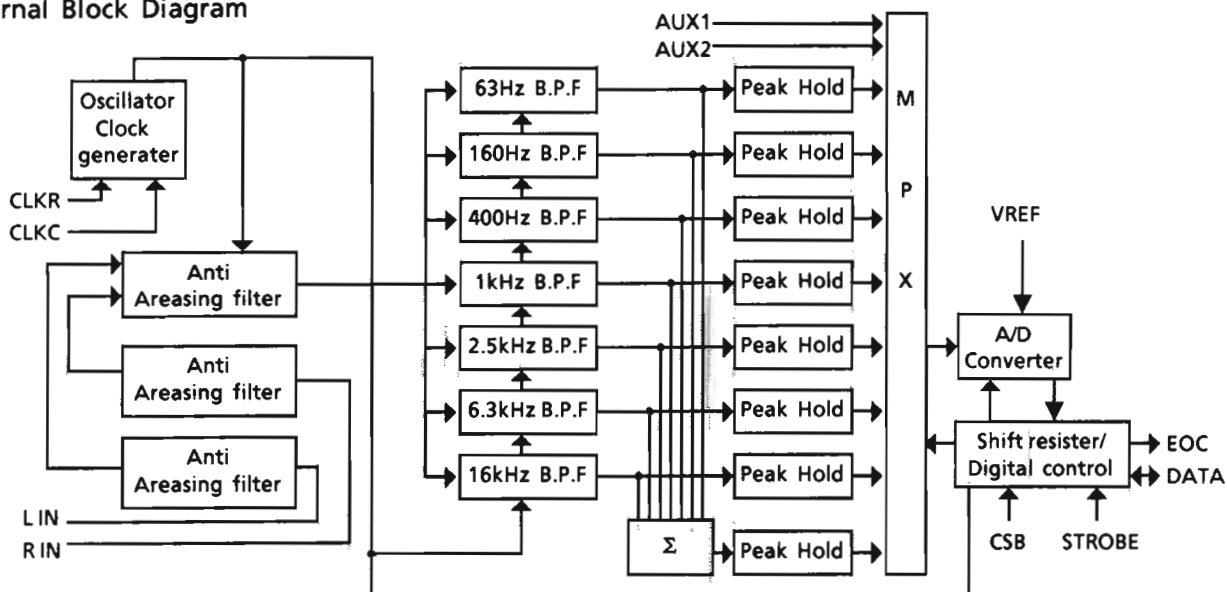 rnal Block Diagram
AUX1
AUX2
Oscillator
Clock
generater
CLKR
CLKC
Anti
Areasing filter
Anti
Areasing filter
Anti
Areasing filter
L IN
R IN
63Hz B.P.F
160Hz B.P.F
400Hz B.P.F
1kHz B.P.F
2.5kHz B.P.F
6.3kHz B.P.F
16kHz B.P.F
Σ
Peak Hold
Peak Hold
Peak Hold
Peak Hold
Peak Hold
Peak Hold
Peak Hold
Peak Hold
M
P
X
VREF
A/D
Converter
Shift resister/
Digital control
EOC
DATA
CSB
STROBE